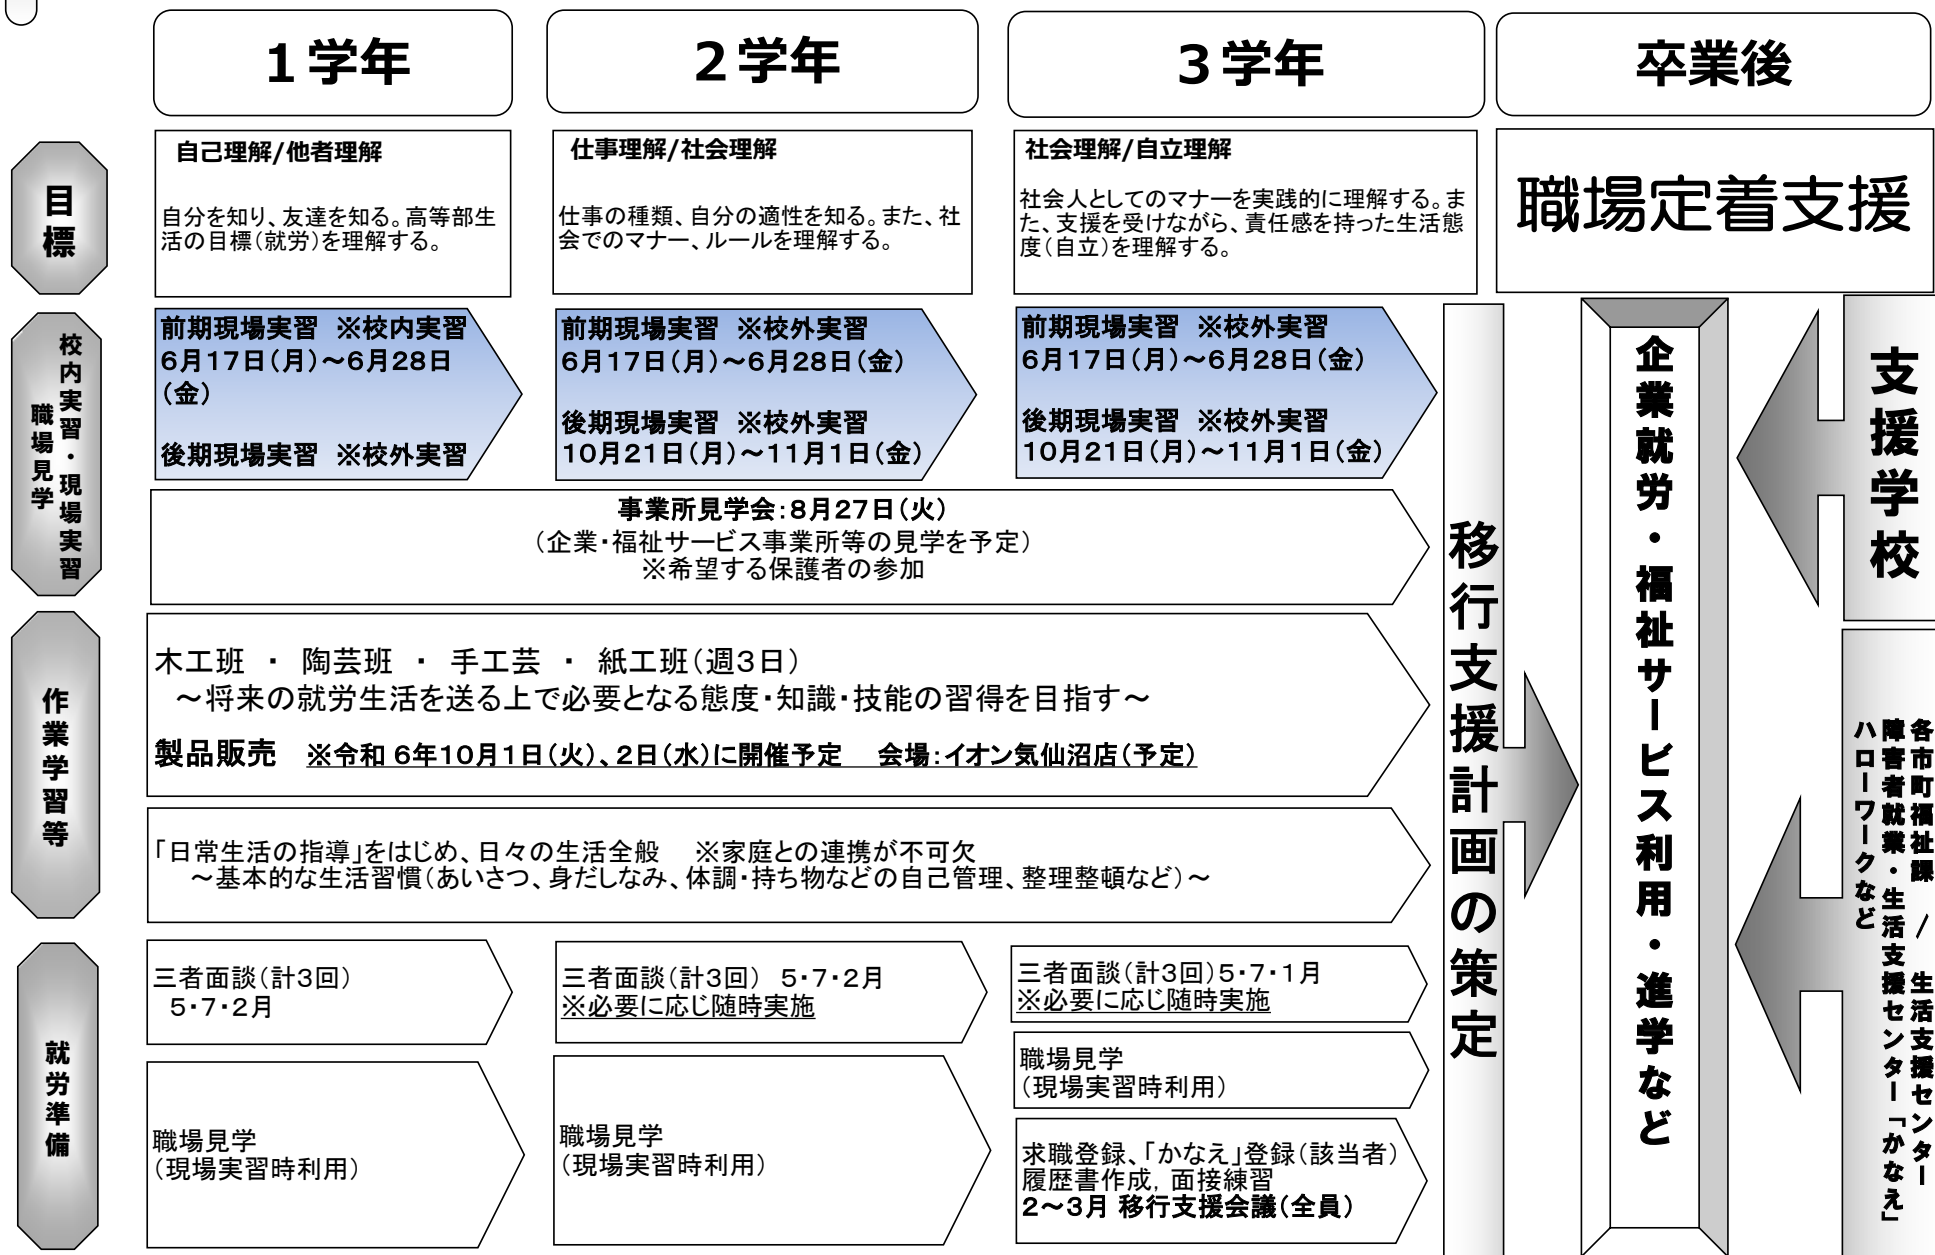 1学年
2学年
3学年
卒業後
目標
自己理解/他者理解
自分を知り、友達を知る。高等部生
活の目標(就労)を理解する。
仕事理解/社会理解
仕事の種類、自分の適性を知る。また、社
会でのマナー、ルールを理解する。
社会理解/自立理解
社会人としてのマナーを実践的に理解する。ま
た、支援を受けながら、責任感を持った生活態
度(自立)を理解する。
職場定着支援
校内実習・現場実習
職場見学
前期現場実習 ※校内実習
6月17日(月)~6月28日
(金)
後期現場実習 ※校外実習
前期現場実習 ※校外実習
6月17日(月)~6月28日(金)
後期現場実習 ※校外実習
10月21日(月)~11月1日(金)
前期現場実習 ※校外実習
6月17日(月)~6月28日(金)
後期現場実習 ※校外実習
10月21日(月)~11月1日(金)
事業所見学会:8月27日(火)
(企業・福祉サービス事業所等の見学を予定)
※希望する保護者の参加
作業学習等
木工班 ・ 陶芸班 ・ 手工芸 ・ 紙工班(週3日)
~将来の就労生活を送る上で必要となる態度・知識・技能の習得を目指す~
製品販売 ※令和 6年10月1日(火)、2日(水)に開催予定 会場:イオン気仙沼店(予定)
「日常生活の指導」をはじめ、日々の生活全般 ※家庭との連携が不可欠
~基本的な生活習慣(あいさつ、身だしなみ、体調・持ち物などの自己管理、整理整頓など)~
就労準備
三者面談(計3回)
5・7・2月
三者面談(計3回) 5・7・2月
※必要に応じ随時実施
三者面談(計3回)5・7・1月
※必要に応じ随時実施
職場見学
(現場実習時利用)
職場見学
(現場実習時利用)
職場見学
(現場実習時利用)
求職登録、「かなえ」登録(該当者)
履歴書作成,面接練習
2~3月 移行支援会議(全員)
移行支援計画の策定
企業就労・福祉サービス利用・進学など
支援学校
各市町福祉課 / 生活支援センター
障害者就業・生活支援センター「かなえ」
ハローワークなど